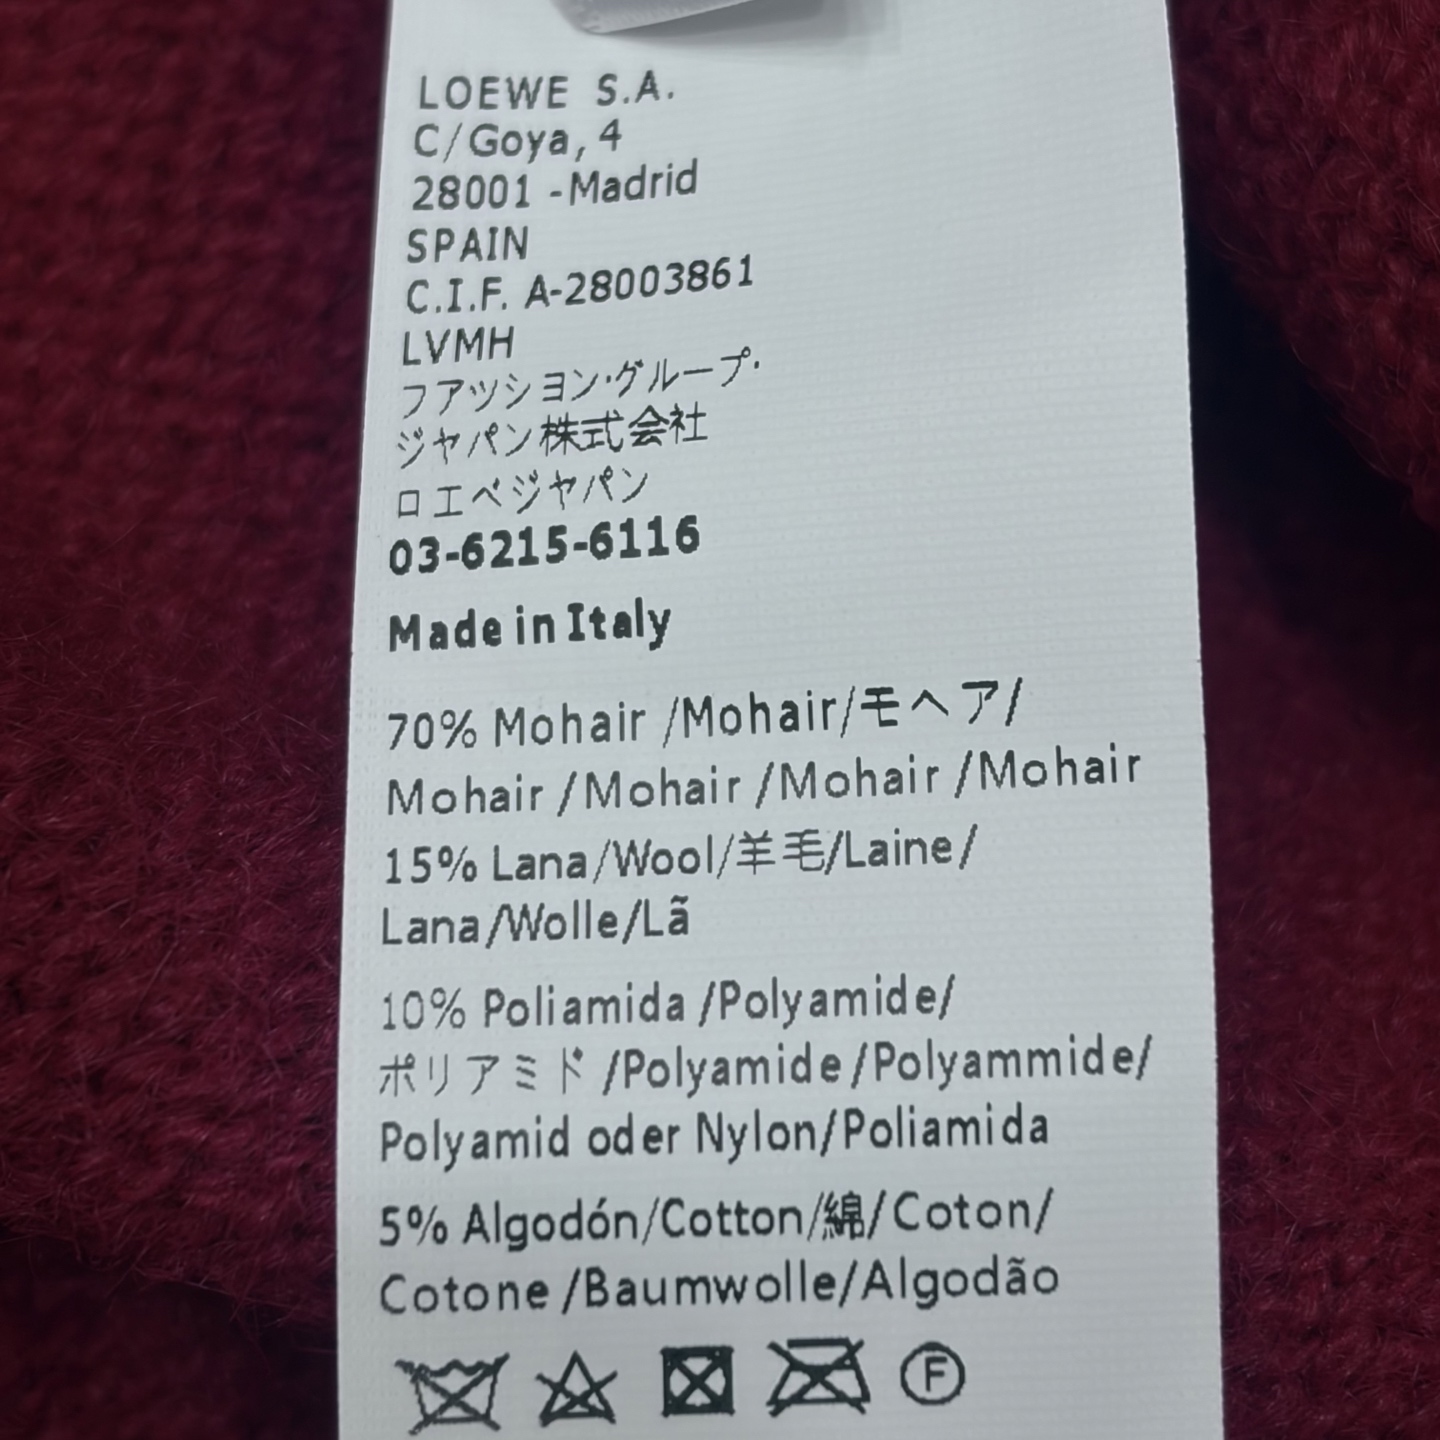 LOEWE S.A.
C/Goya, 4
28001 -Madrid
SPAIN
C.I.F. A-28003861
LVMH
フアッション・グループ・
ジャパン株式会社
ロエベジャパン
03-6215-6116
Made in Italy
70% Mohair /Mohair/モヘア/
Mohair /Mohair /Mohair /Mohair
15% Lana/Wool/羊毛/Laine/
Lana/Wolle/Lã
10% Poliamida /Polyamide/
ポリアミド /Polyamide /Polyammide/
Polyamid oder Nylon/Poliamida
5% Algodón/Cotton/綿/Coton/
Cotone /Baumwolle/Algodão
F